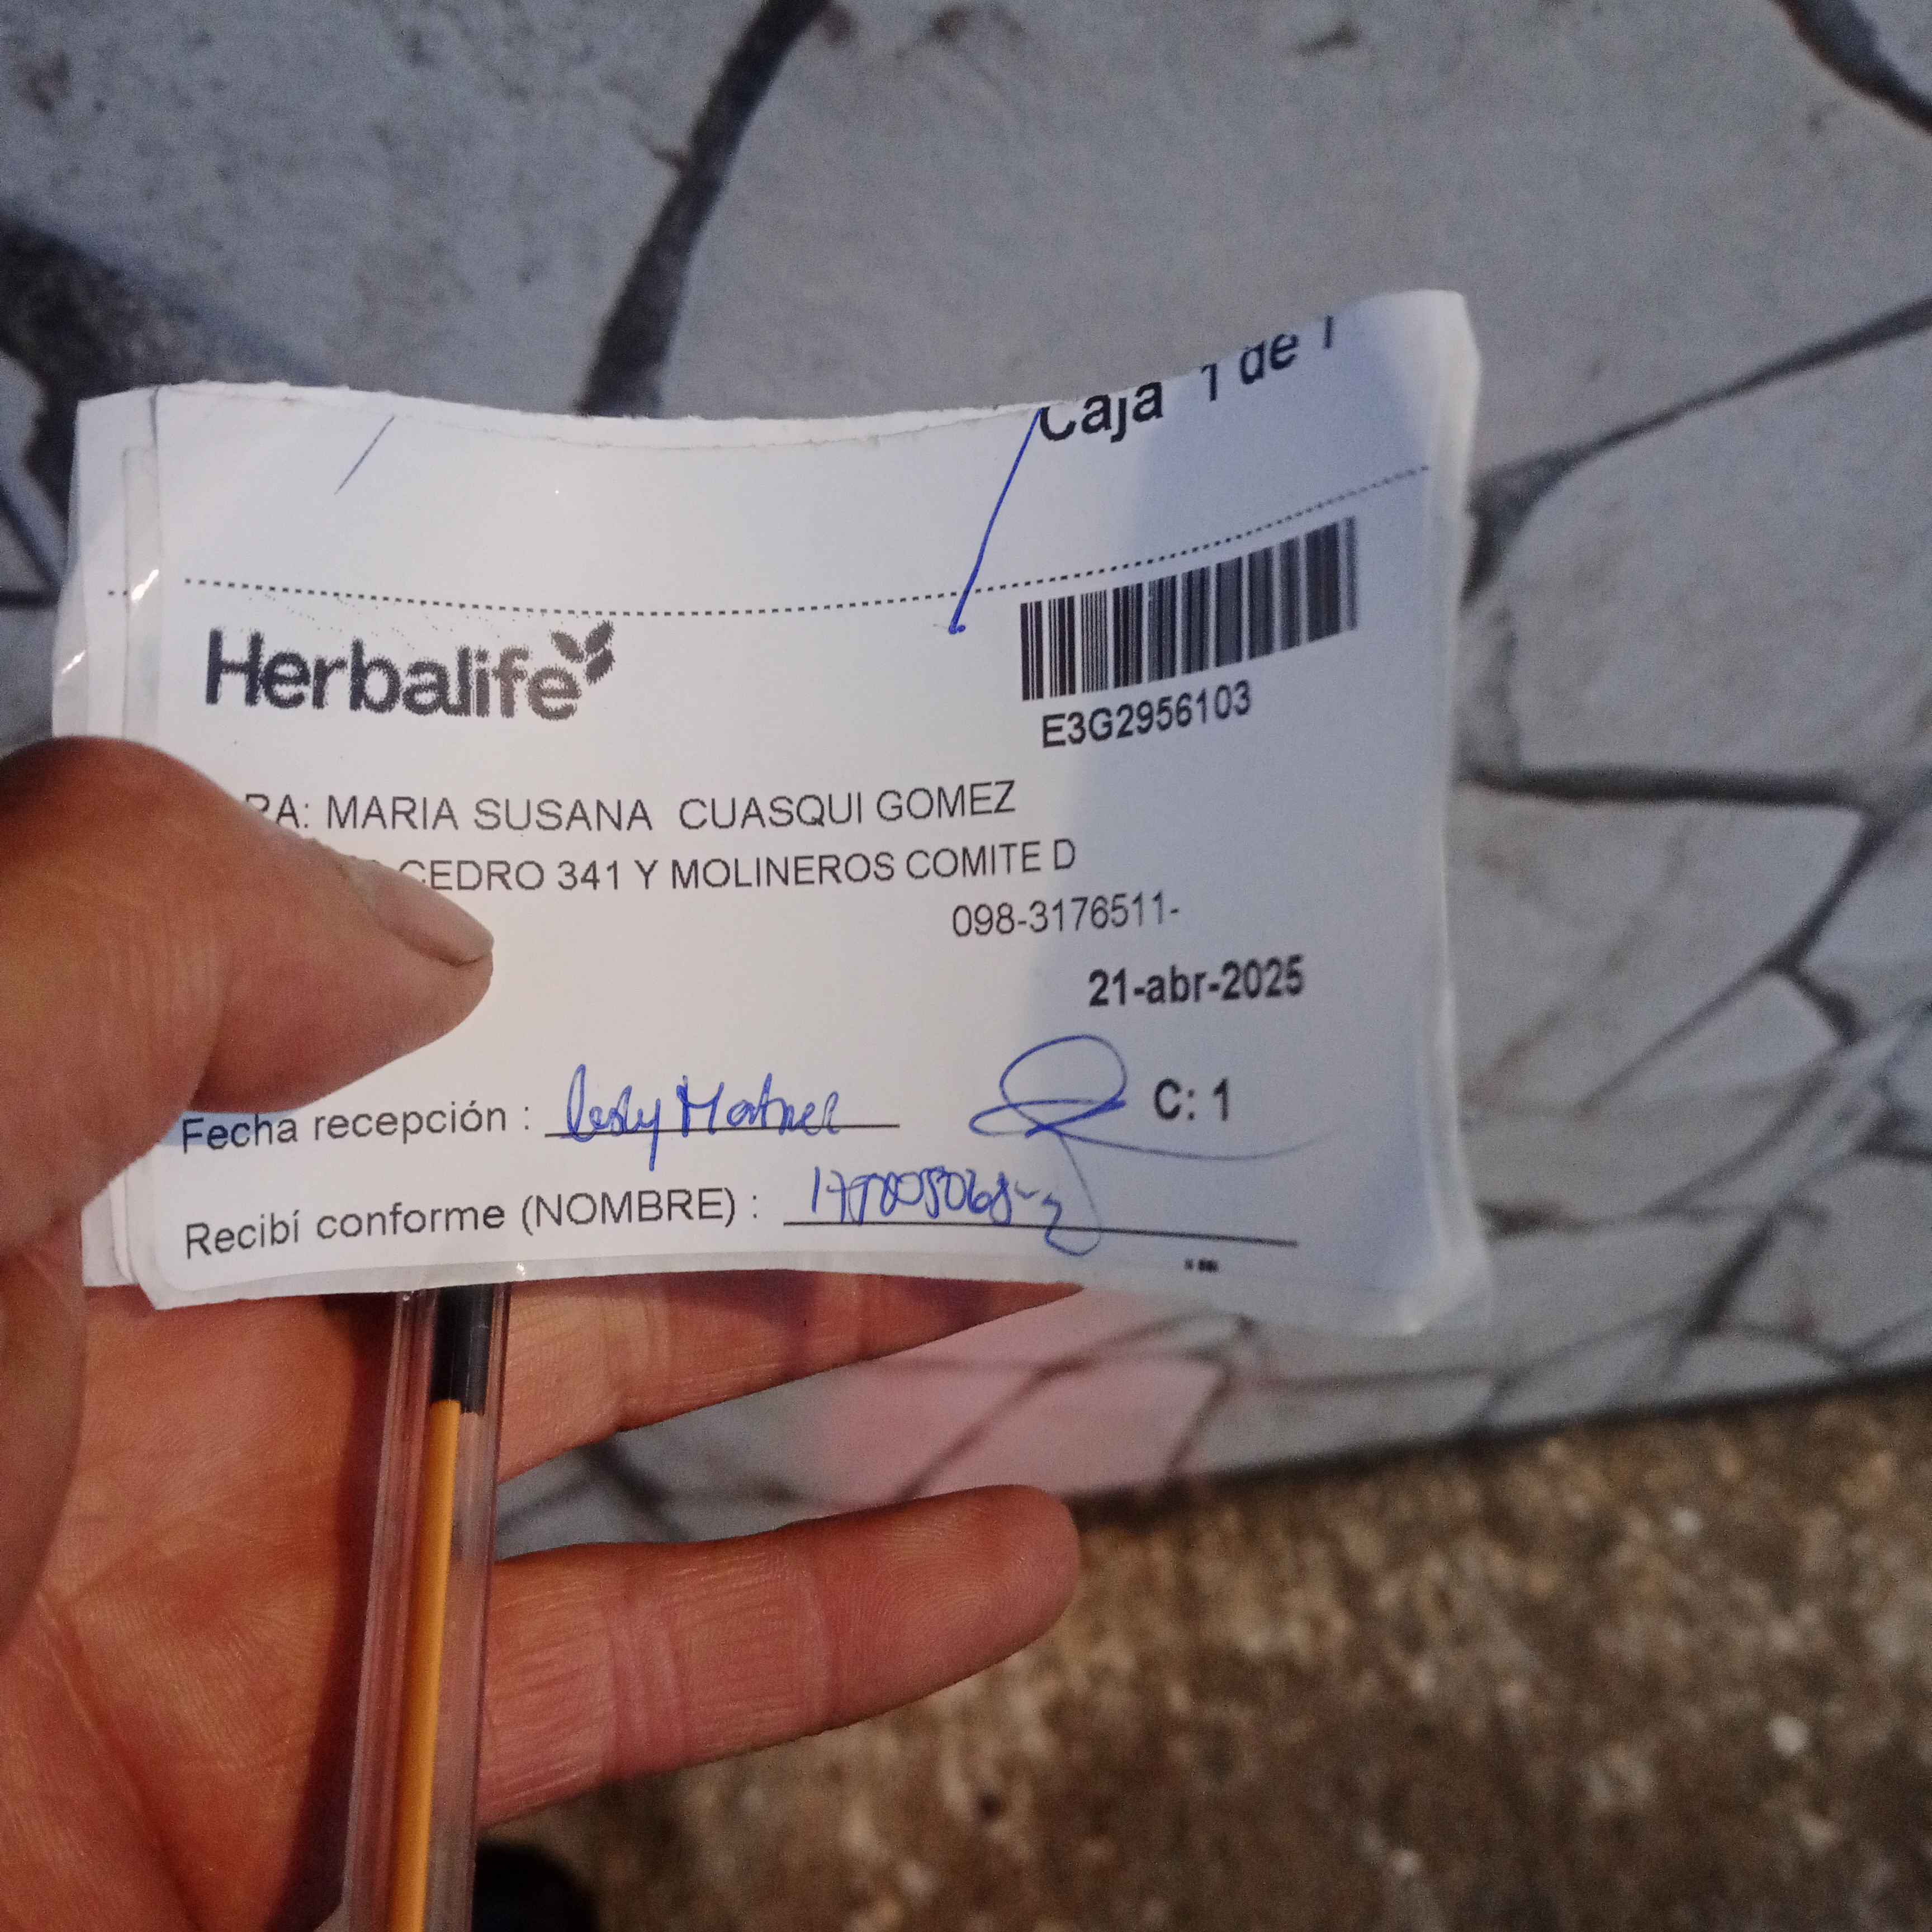 Caja 1 de 1
Herbalife
E3G2956103
RA: MARIA SUSANA CUASQUI GOMEZ
CEDRO 341 Y MOLINEROS COMITE D
098-3176511-
21-abr-2025
Fecha recepción :
C: 1
Recibí conforme (NOMBRE) :